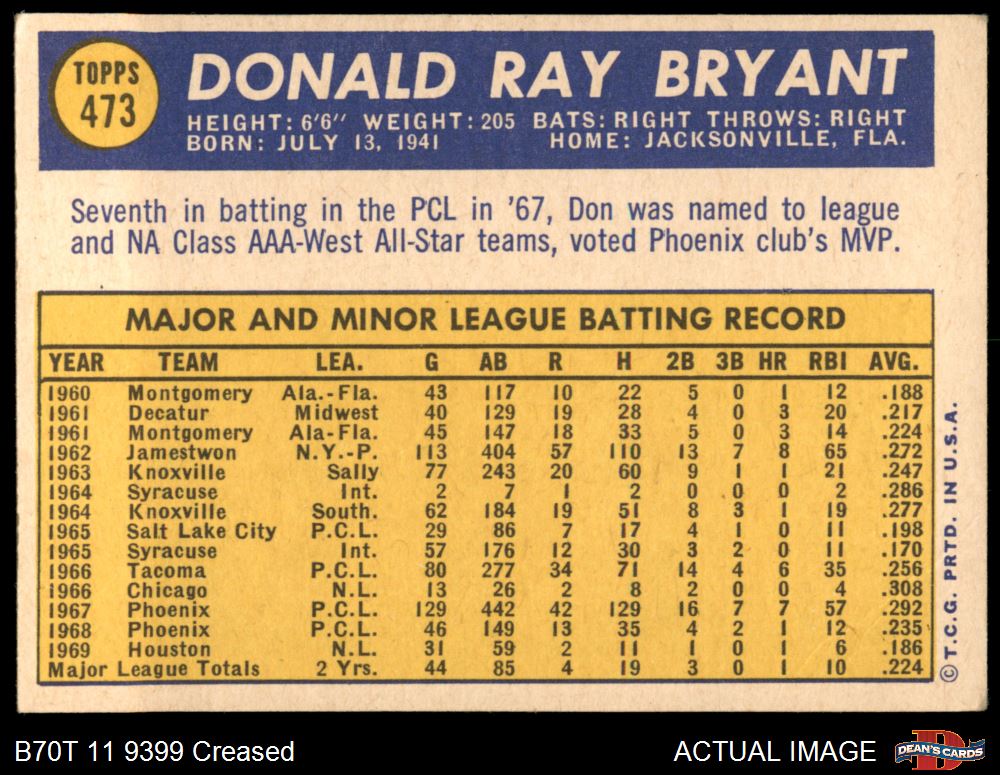 TOPPS
473
DONALD RAY BRYANT
HEIGHT: 6'6" WEIGHT: 205 BATS: RIGHT THROWS: RIGHT
BORN: JULY 13, 1941 HOME: JACKSONVILLE, FLA.
Seventh in batting in the PCL in '67, Don was named to league
and NA Class AAA-West All-Star teams, voted Phoenix club's MVP.
MAJOR AND MINOR LEAGUE BATTING RECORD
YEAR TEAM LEA. G AB R H 2B 3B HR RBI AVG.
1960 Montgomery Ala.-Fla. 43 117 10 22 5 0 1 12 .188
1961 Decatur Midwest 40 129 19 28 4 0 3 20 .217
1961 Montgomery Ala-Fla. 45 147 18 33 5 0 3 14 .224
1962 Jamestwon N.Y.-P. 113 404 57 110 13 7 8 65 .272
1963 Knoxville Sally 77 243 20 60 9 1 1 21 .247
1964 Syracuse Int. 2 7 1 2 0 0 0 2 .286
1964 Knoxville South. 62 184 19 51 8 3 1 19 .277
1965 Salt Lake City P.C.L. 29 86 7 17 4 1 0 11 .198
1965 Syracuse Int. 57 176 12 30 3 2 0 11 .170
1966 Tacoma P.C.L. 80 277 34 71 14 4 6 35 .256
1966 Chicago N.L. 13 26 2 8 2 0 0 4 .308
1967 Phoenix P.C.L. 129 442 42 129 16 7 7 57 .292
1968 Phoenix P.C.L. 46 149 13 35 4 2 1 12 .235
1969 Houston N.L. 31 59 2 11 1 0 1 6 .186
Major League Totals 2 Yrs. 44 85 4 19 3 0 1 10 .224
© T.C.G. PRTD. IN U.S.A.
B70T 11 9399 Creased
ACTUAL IMAGE
D
DEAN'S CARDS